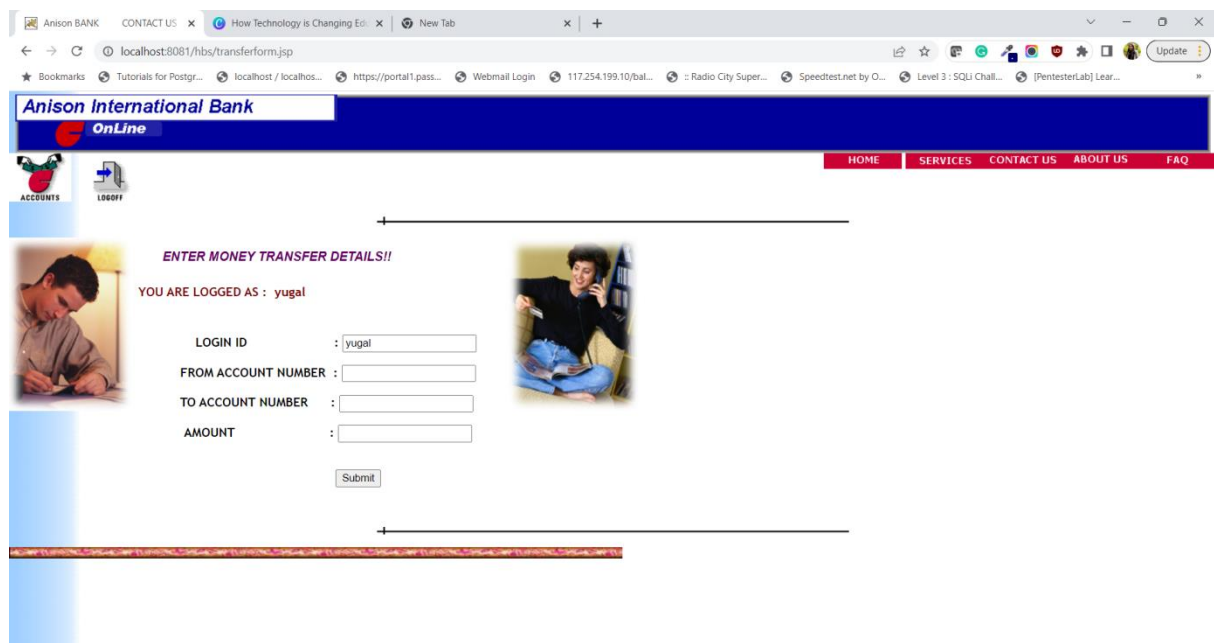 Anison BANK CONTACT US
How Technology is Changing Edu
New Tab
localhost:8081/hbs/transferform.jsp
Update
Bookmarks
Tutorials for Postgr...
localhost / localhos...
https://portal1.pass...
Webmail Login
117.254.199.10/bal...
:: Radio City Super...
Speedtest.net by O...
Level 3 : SQLi Chall...
[PentesterLab] Lear...
»
Anison International Bank
OnLine
HOME SERVICES CONTACT US ABOUT US FAQ
ACCOUNTS LOGOFF
ENTER MONEY TRANSFER DETAILS!!
YOU ARE LOGGED AS : yugal
LOGIN ID : yugal
FROM ACCOUNT NUMBER :
TO ACCOUNT NUMBER :
AMOUNT :
Submit